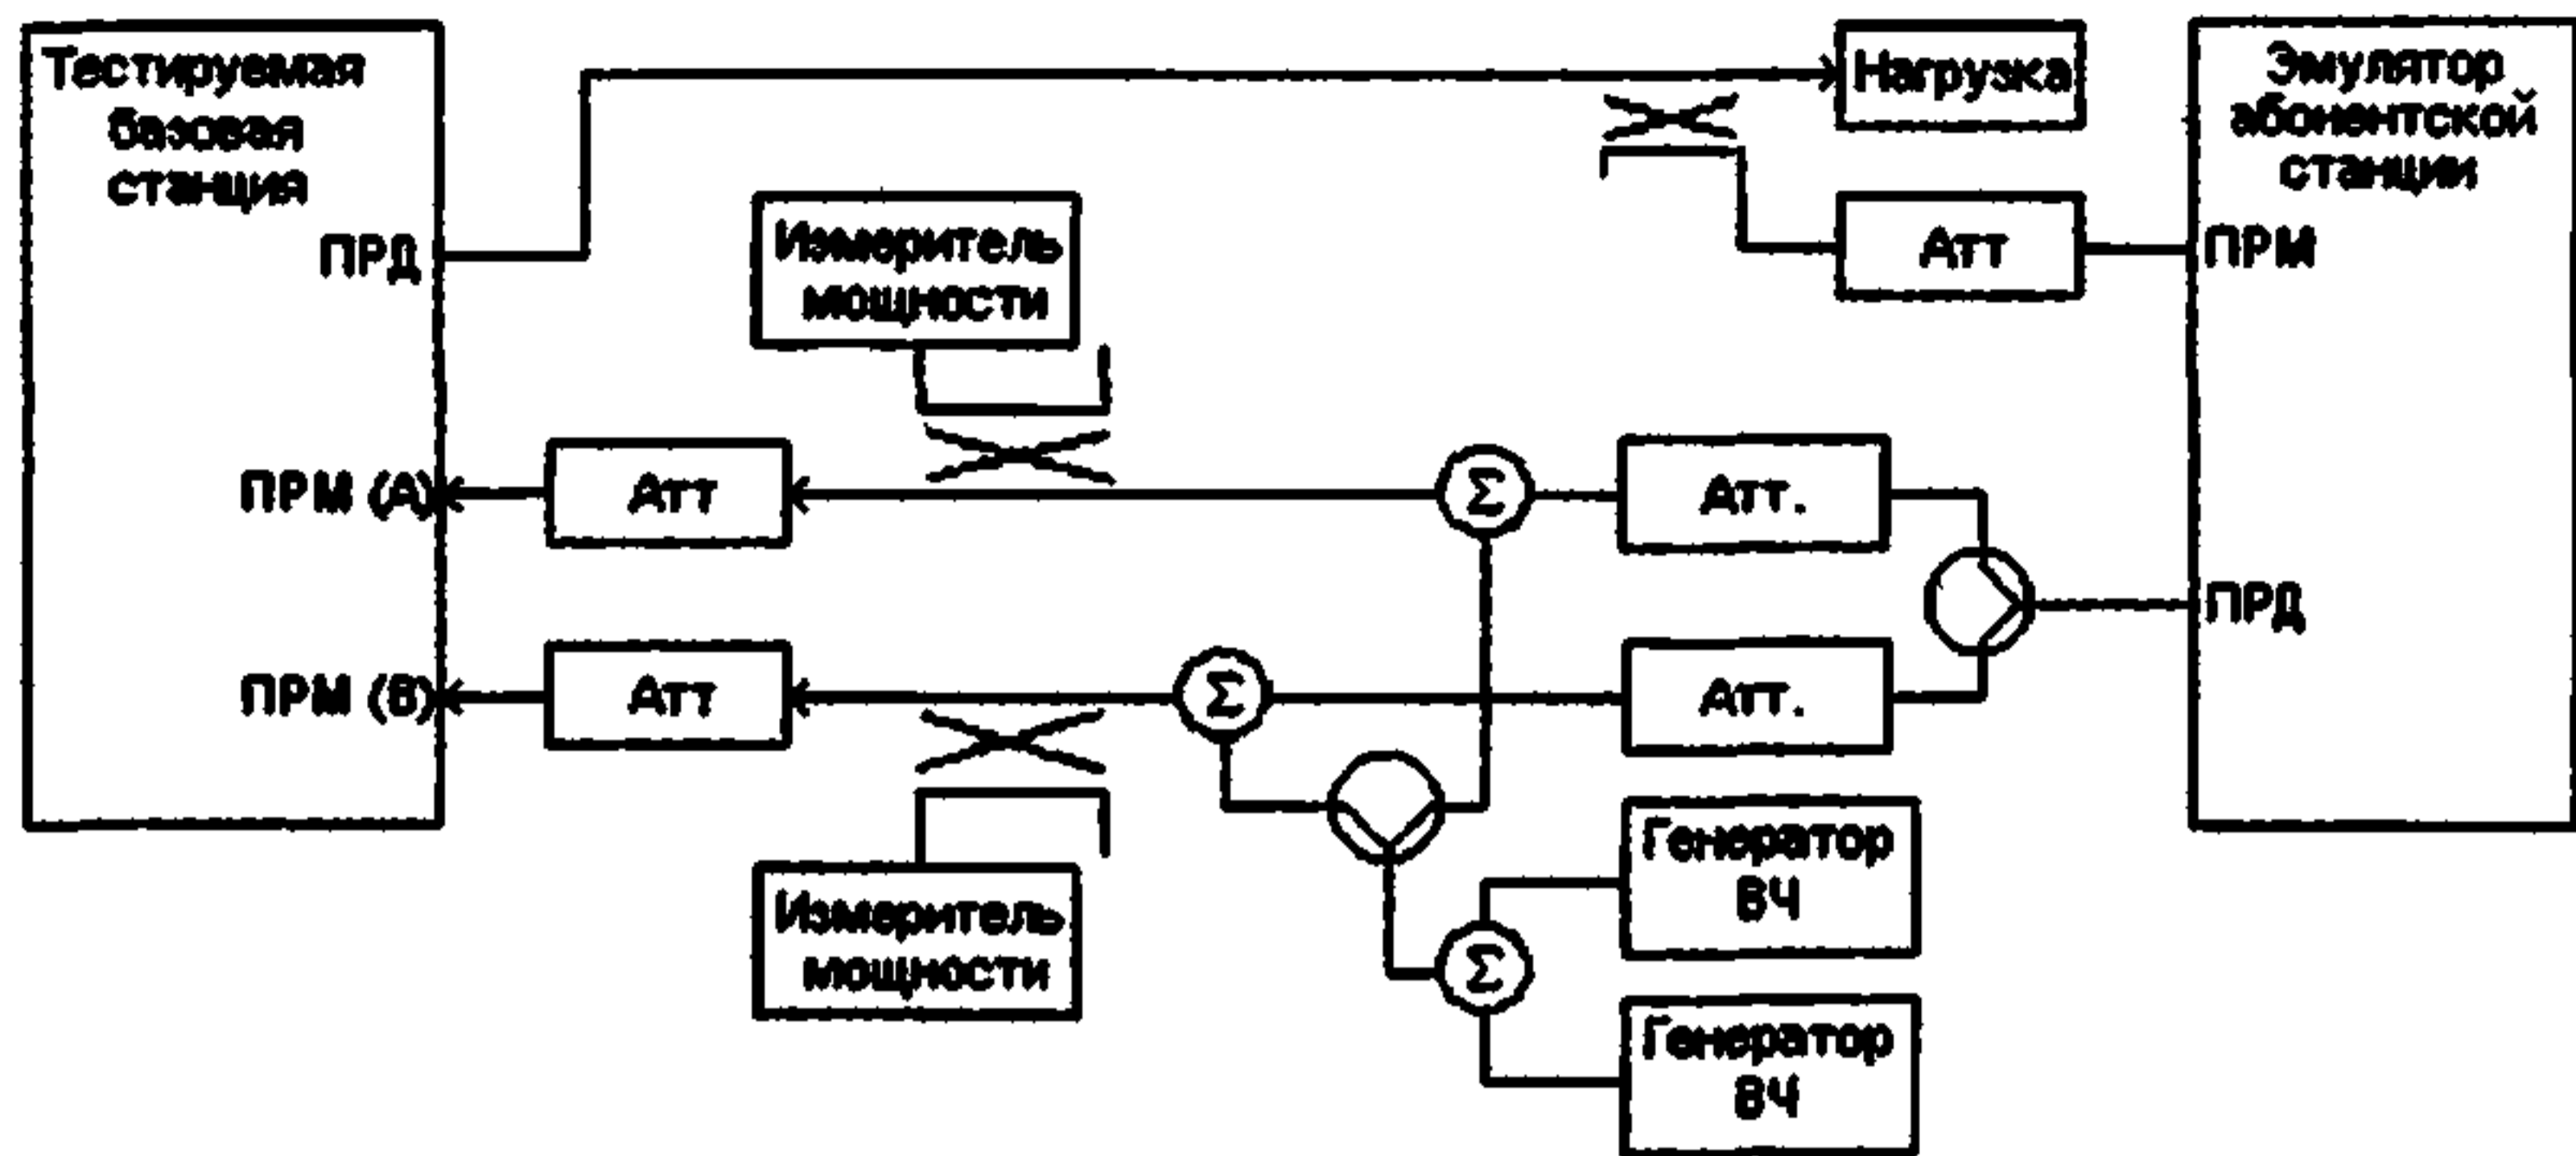 Тестируемая
базовая
станция
ПРД
ПРМ (А)
ПРМ (В)
Измеритель
мощности
Атт
Атт
Измеритель
мощности
Σ
Σ
Σ
Нагрузка
Атт
Атт.
Атт.
Генератор
ВЧ
Генератор
ВЧ
Эмулятор
абонентской
станции
ПРМ
ПРД